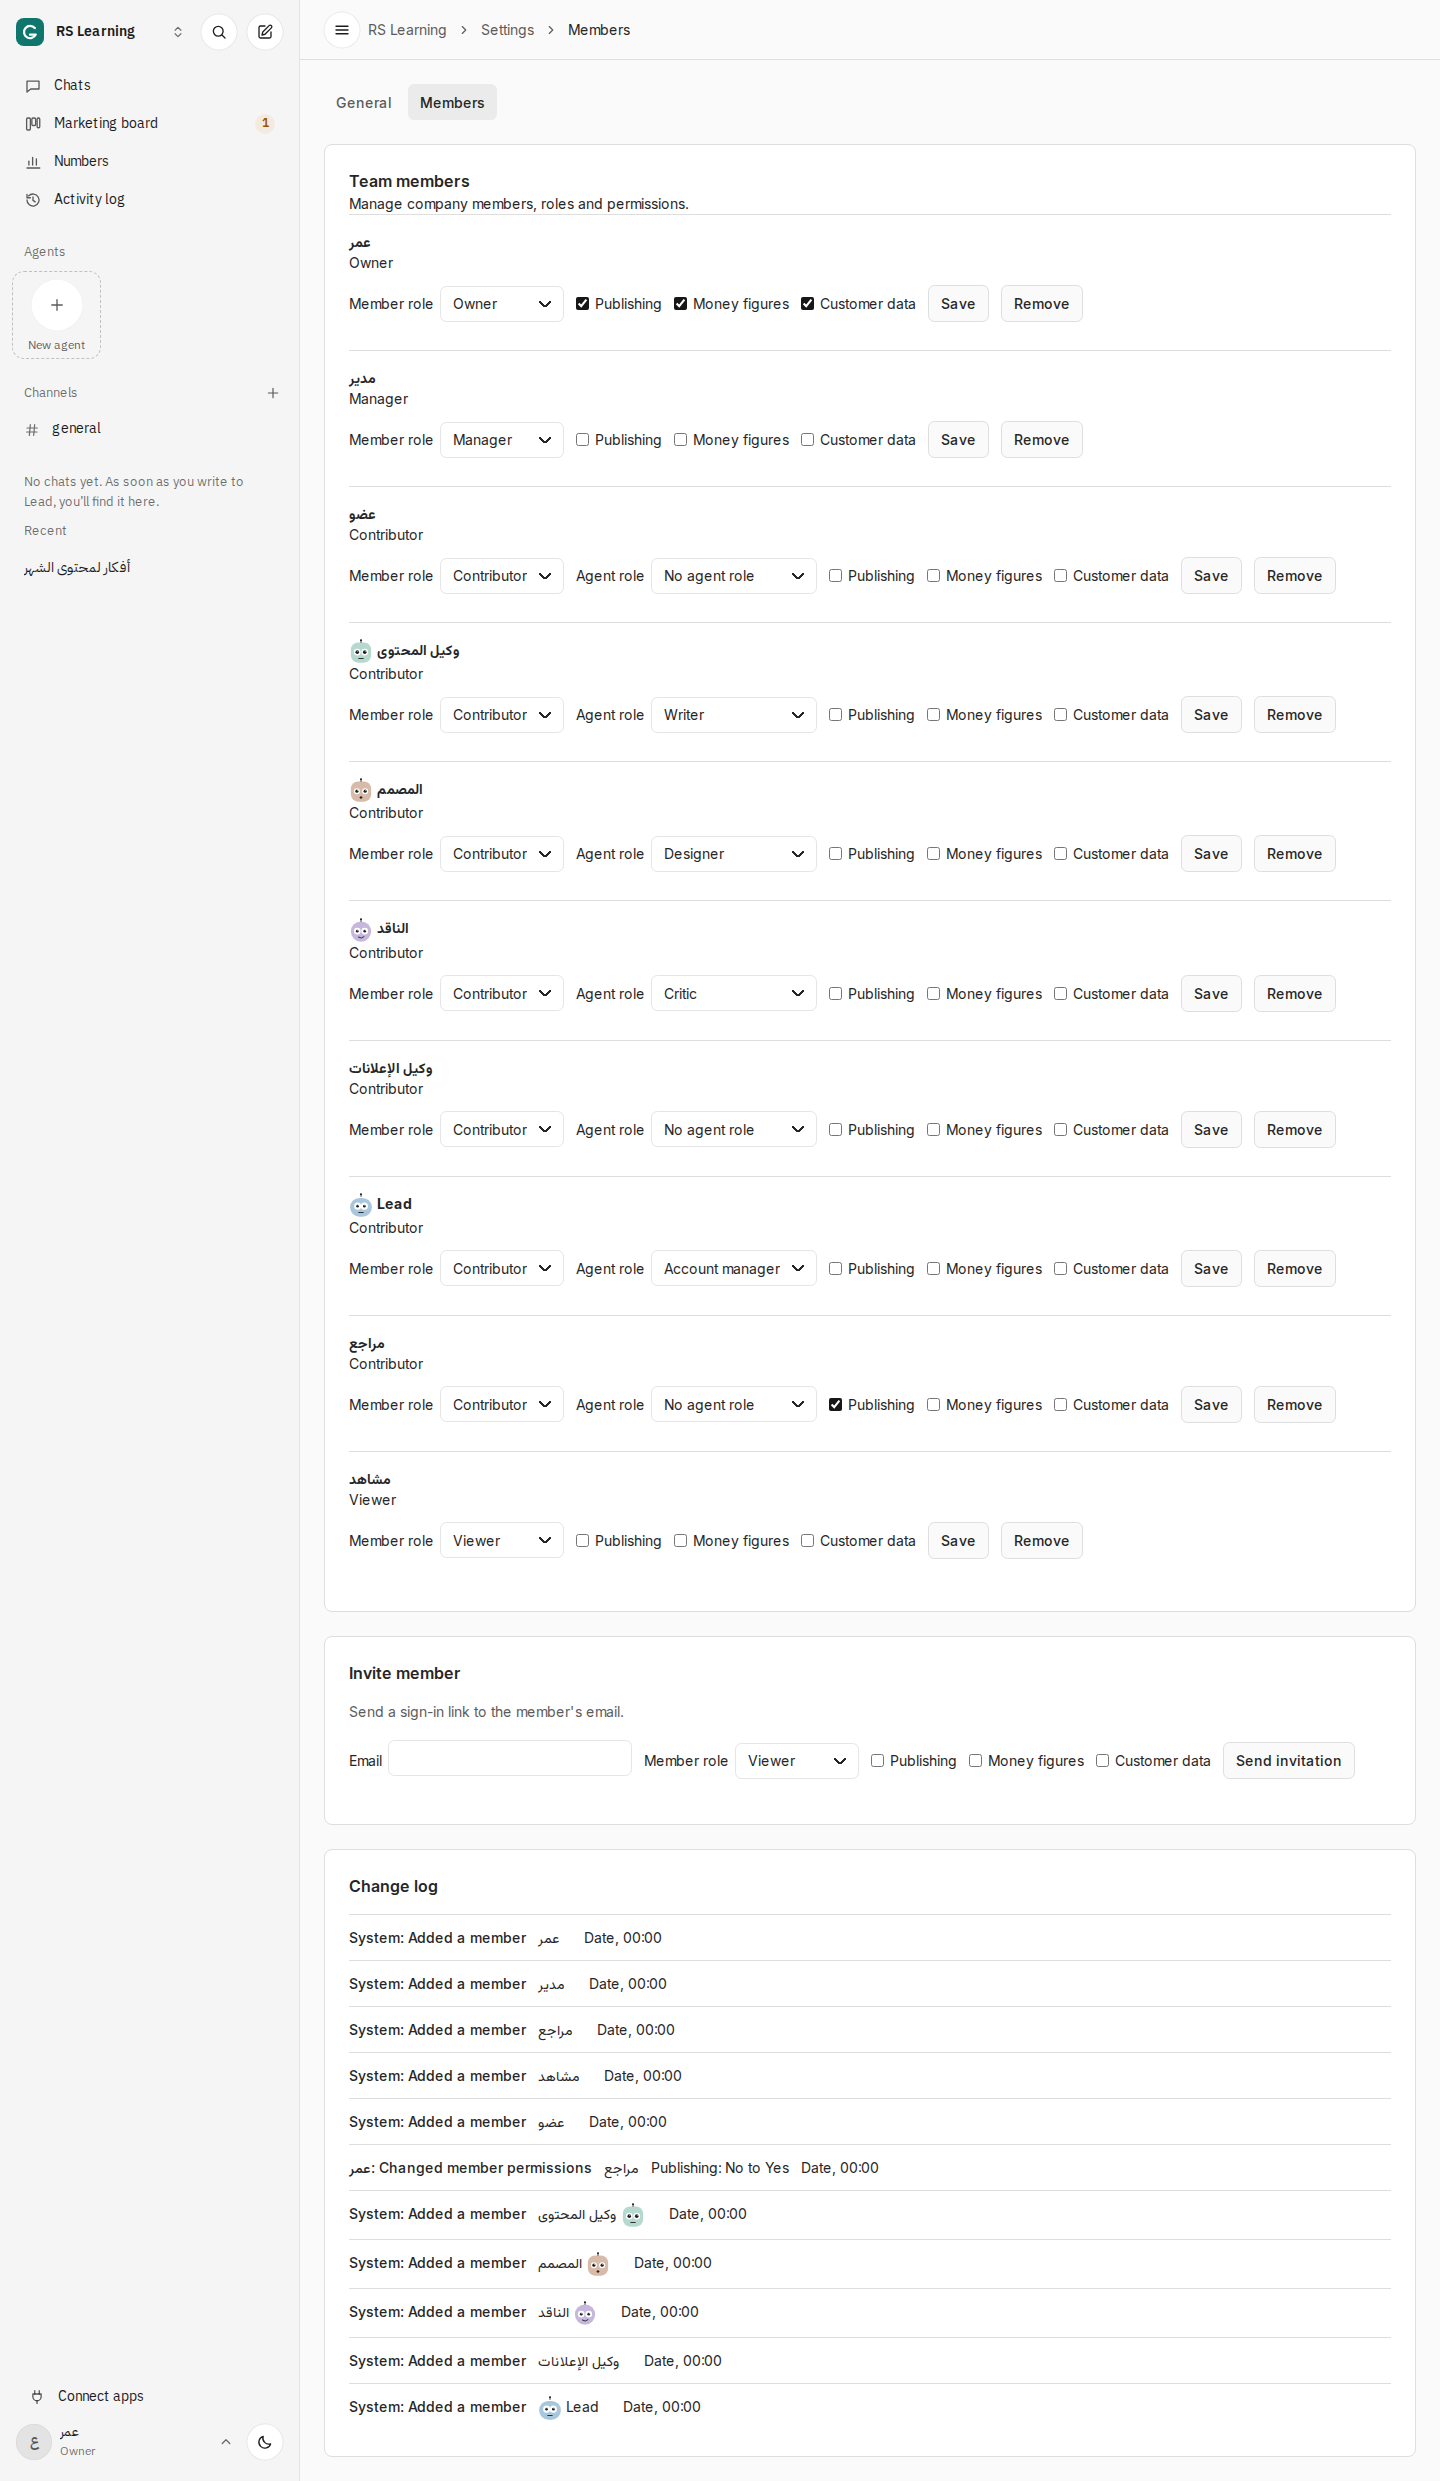 RS Learning
Chats
Marketing board 1
Numbers
Activity log
Agents
New agent
Channels
general
No chats yet. As soon as you write to
Lead, you'll find it here.
Recent
أفكار لمحتوى الشهر
Connect apps
ع
عمر
Owner
RS Learning > Settings > Members
General Members
Team members
Manage company members, roles and permissions.
عمر
Owner
Member role Owner Publishing Money figures Customer data Save Remove
مدير
Manager
Member role Manager Publishing Money figures Customer data Save Remove
عضو
Contributor
Member role Contributor Agent role No agent role Publishing Money figures Customer data Save Remove
وكيل المحتوى
Contributor
Member role Contributor Agent role Writer Publishing Money figures Customer data Save Remove
المصمم
Contributor
Member role Contributor Agent role Designer Publishing Money figures Customer data Save Remove
الناقد
Contributor
Member role Contributor Agent role Critic Publishing Money figures Customer data Save Remove
وكيل الإعلانات
Contributor
Member role Contributor Agent role No agent role Publishing Money figures Customer data Save Remove
Lead
Contributor
Member role Contributor Agent role Account manager Publishing Money figures Customer data Save Remove
مراجع
Contributor
Member role Contributor Agent role No agent role Publishing Money figures Customer data Save Remove
مشاهد
Viewer
Member role Viewer Publishing Money figures Customer data Save Remove
Invite member
Send a sign-in link to the member's email.
Email Member role Viewer Publishing Money figures Customer data Send invitation
Change log
System: Added a member عمر Date, 00:00
System: Added a member مدير Date, 00:00
System: Added a member مراجع Date, 00:00
System: Added a member مشاهد Date, 00:00
System: Added a member عضو Date, 00:00
عمر: Changed member permissions مراجع Publishing: No to Yes Date, 00:00
System: Added a member وكيل المحتوى Date, 00:00
System: Added a member المصمم Date, 00:00
System: Added a member الناقد Date, 00:00
System: Added a member وكيل الإعلانات Date, 00:00
System: Added a member Lead Date, 00:00